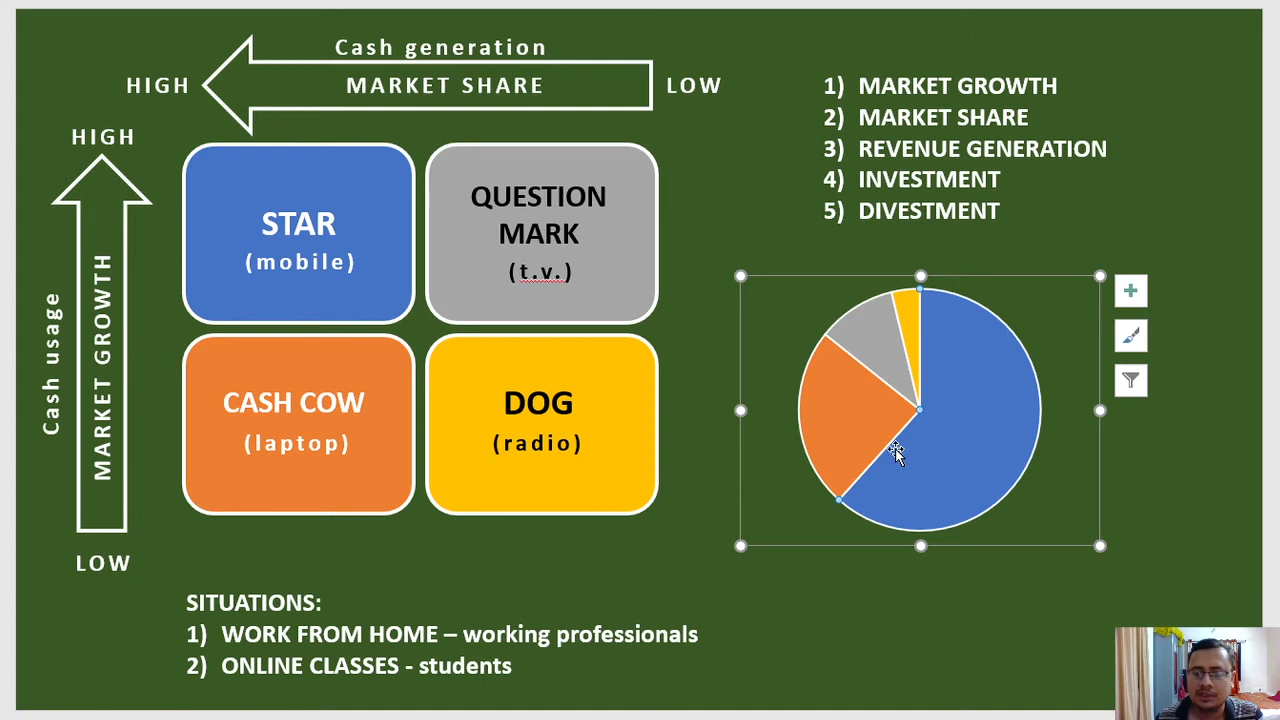 Cash generation
HIGH
MARKET SHARE
LOW
HIGH
Cash usage
MARKET GROWTH
LOW
STAR
(mobile)
QUESTION
MARK
(t.v.)
CASH COW
(laptop)
DOG
(radio)
1) MARKET GROWTH
2) MARKET SHARE
3) REVENUE GENERATION
4) INVESTMENT
5) DIVESTMENT
SITUATIONS:
1) WORK FROM HOME – working professionals
2) ONLINE CLASSES - students